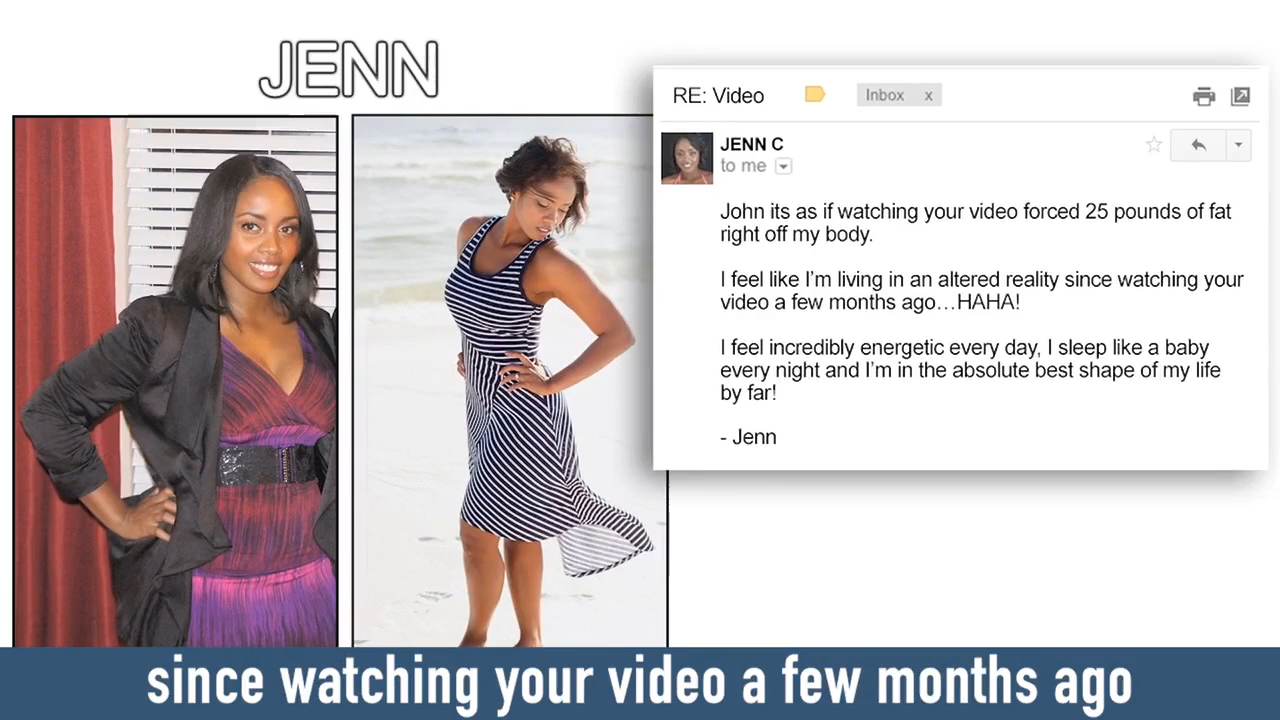 JENN
RE: Video
Inbox x
JENN C
to me
John its as if watching your video forced 25 pounds of fat
right off my body.
I feel like I'm living in an altered reality since watching your
video a few months ago…HAHA!
I feel incredibly energetic every day, I sleep like a baby
every night and I'm in the absolute best shape of my life
by far!
- Jenn
since watching your video a few months ago